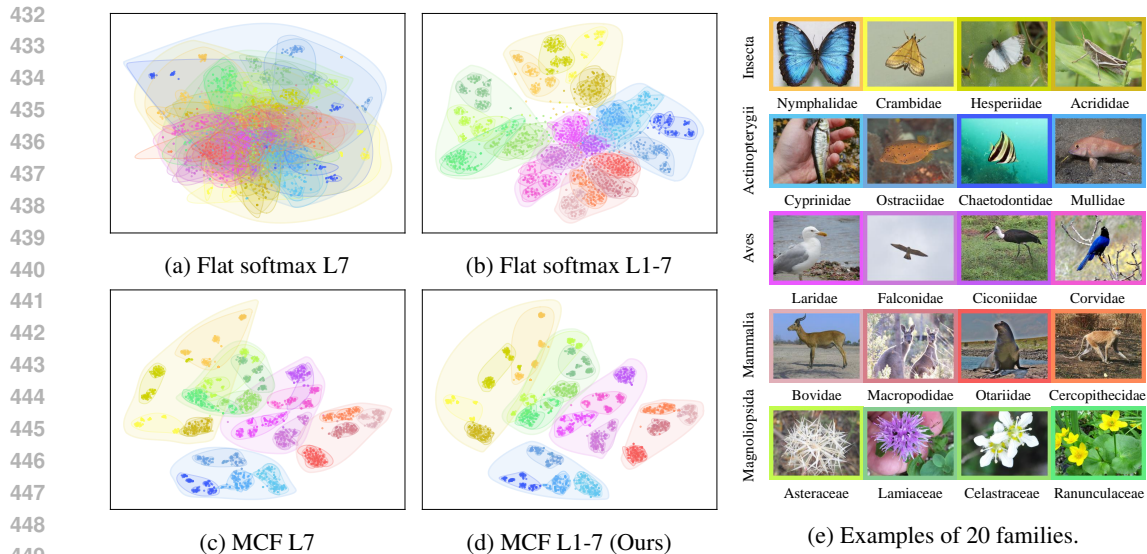 432
433
434
435
436
437
438
439
440
441
442
443
444
445
446
447
448
449
(a) Flat softmax L7
(b) Flat softmax L1-7
(c) MCF L7
(d) MCF L1-7 (Ours)
Insecta
Nymphalidae Crambidae Hesperiidae Acrididae
Actinopterygii
Cyprinidae Ostraciidae Chaetodontidae Mullidae
Aves
Laridae Falconidae Ciconiidae Corvidae
Mammalia
Bovidae Macropodidae Otariidae Cercopithecidae
Magnoliopsida
Asteraceae Lamiaceae Celastraceae Ranunculaceae
(e) Examples of 20 families.